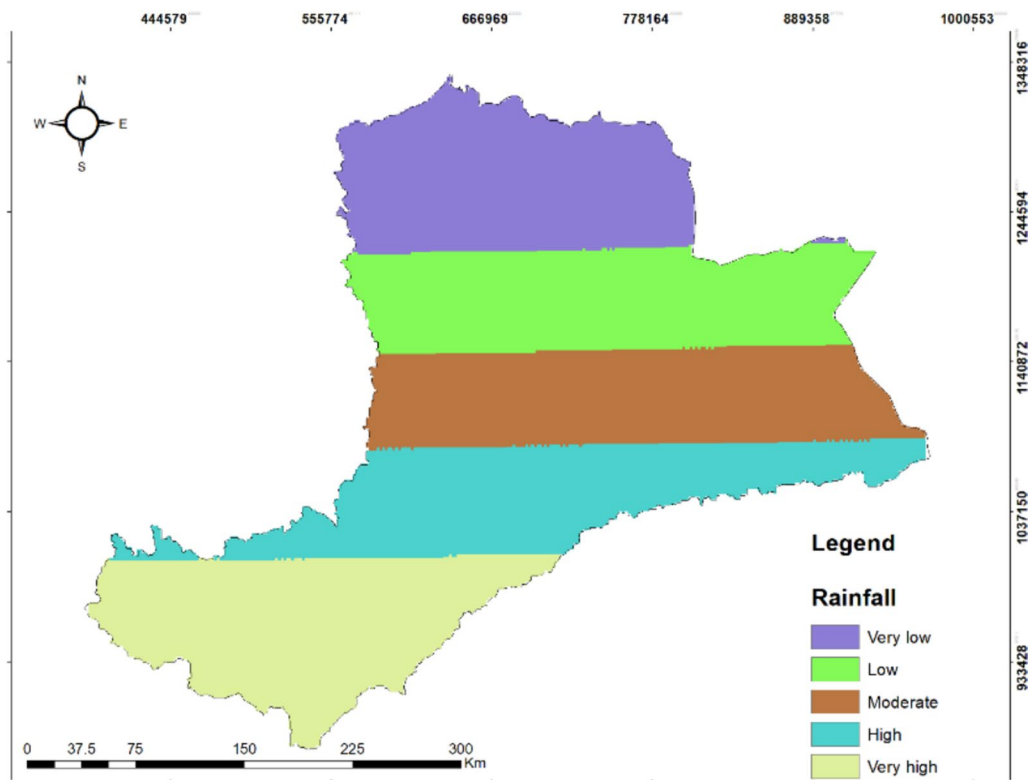 444579 555774 666969 778164 889358 1000553
1348316
N
W E
S
1244594
1140872
1037150
Legend
Rainfall
Very low
933428
Low
Moderate
High
0 37.5 75 150 225 300
Km
Very high